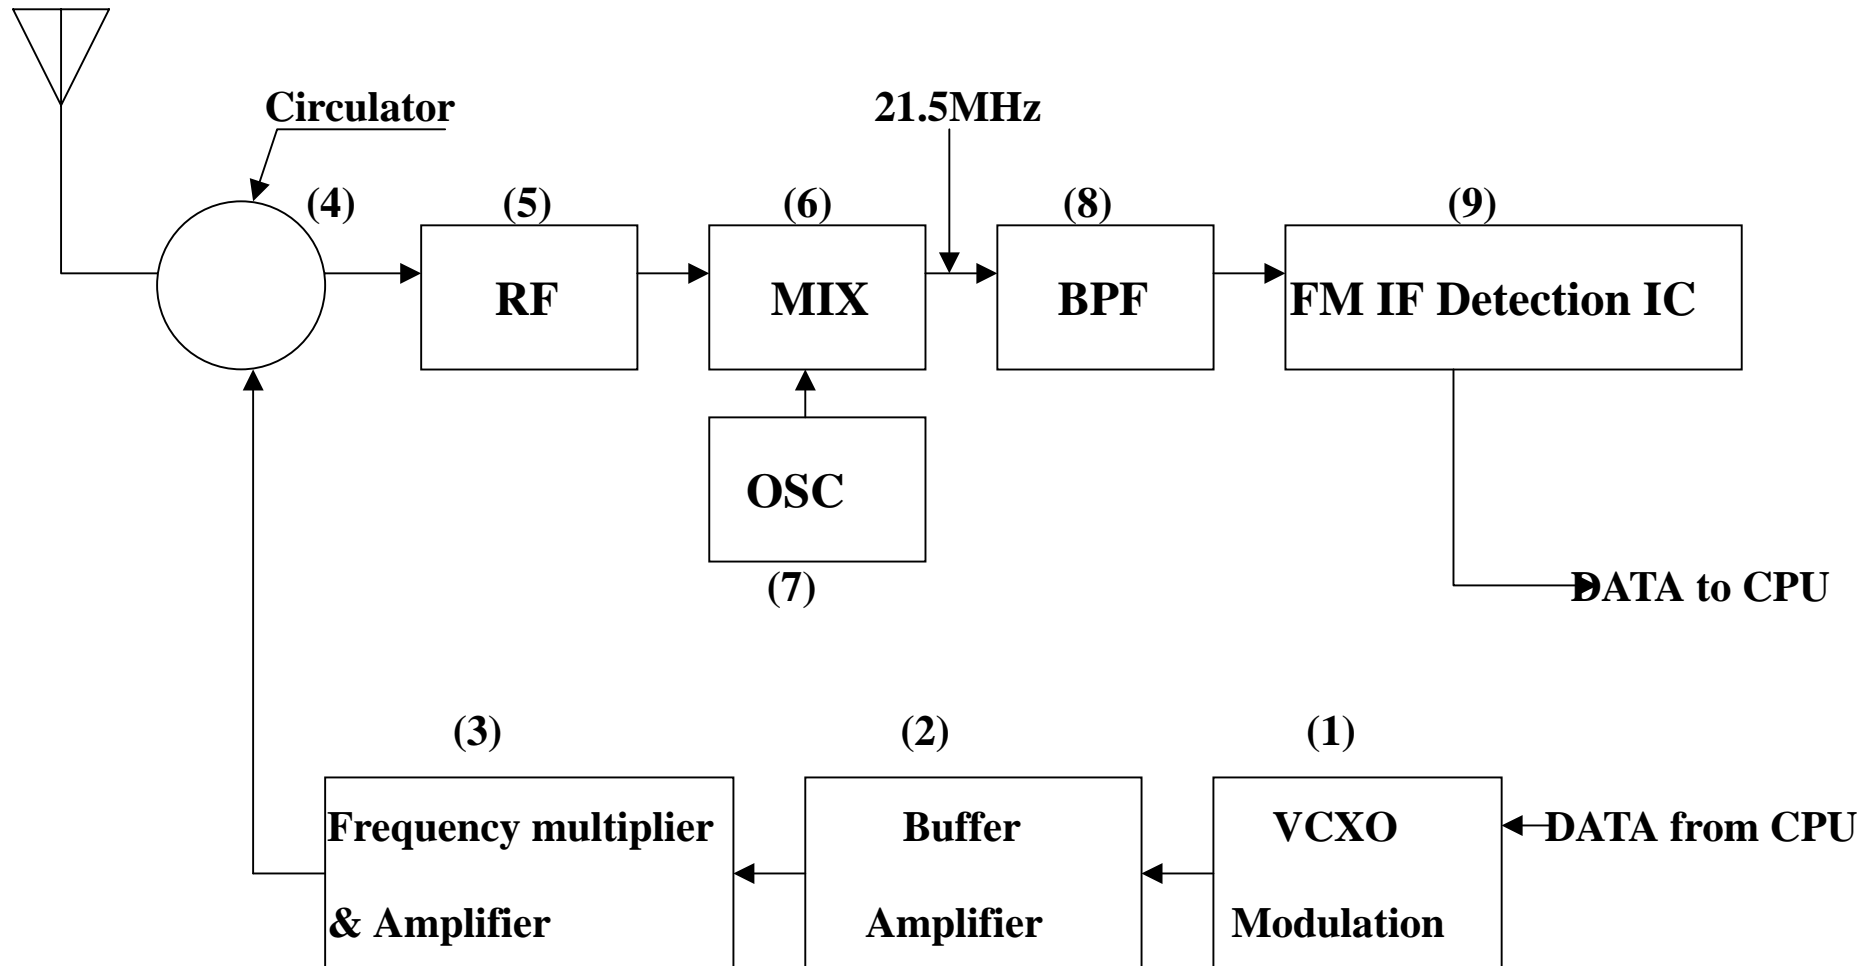 Circulator
21.5MHz
(4)
(5)
(6)
(8)
(9)
RF
MIX
BPF
FM IF Detection IC
OSC
(7)
DATA to CPU
(3)
(2)
(1)
Frequency multiplier
& Amplifier
Buffer
Amplifier
VCXO
Modulation
DATA from CPU